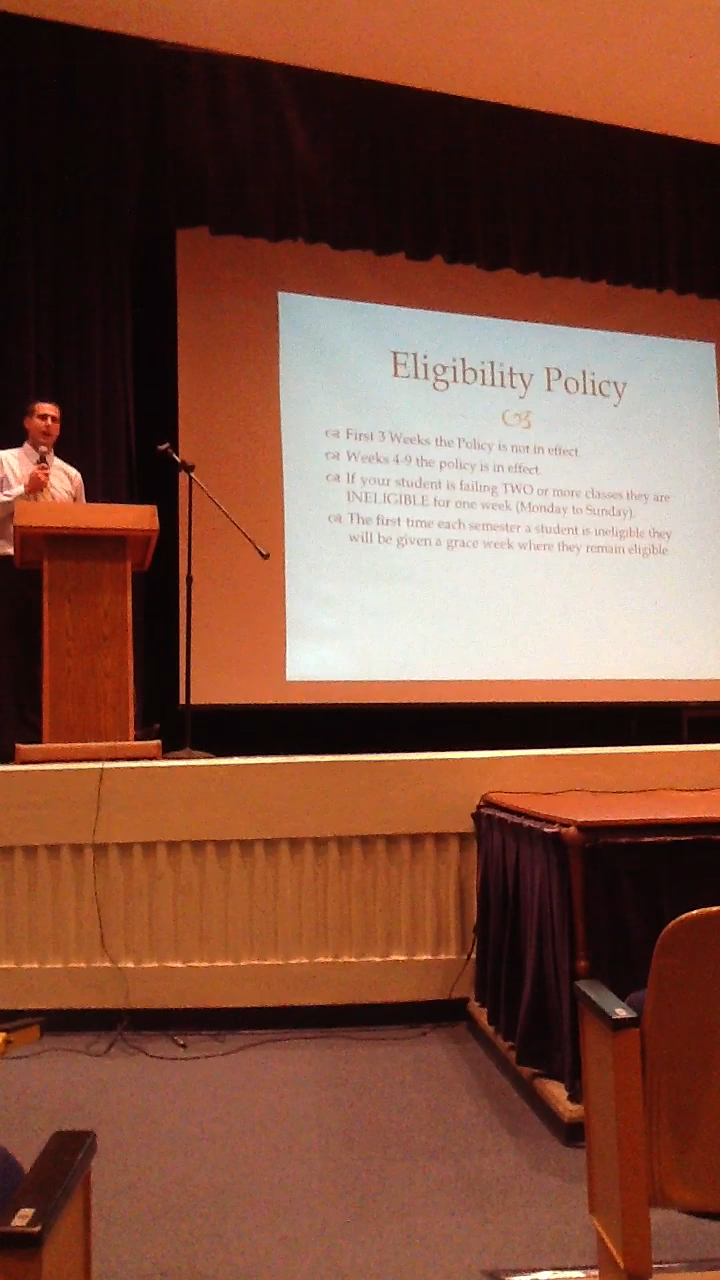 Eligibility Policy
First 3 Weeks the Policy is not in effect.
Weeks 4-9 the policy is in effect.
If your student is failing TWO or more classes they are
INELIGIBLE for one week (Monday to Sunday).
The first time each semester a student is ineligible they
will be given a grace week where they remain eligible.